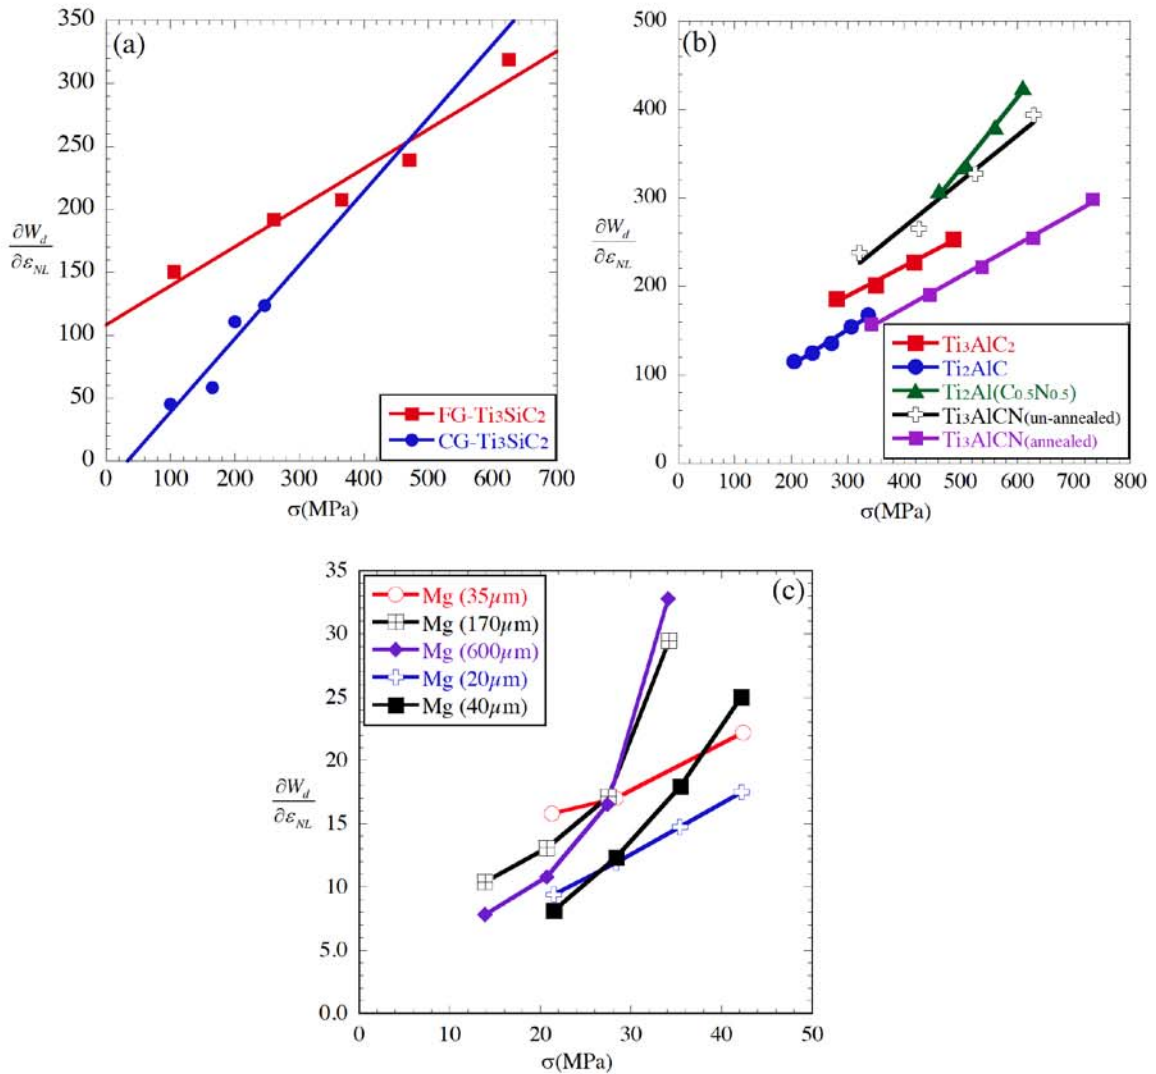 (a)
350
300
250
200
150
100
50
0
∂W_d
∂ε_NL
FG-Ti₃SiC₂
CG-Ti₃SiC₂
0 100 200 300 400 500 600 700
σ(MPa)
(b)
500
400
300
200
100
0
∂W_d
∂ε_NL
Ti₃AlC₂
Ti₂AlC
Ti₂Al(C₀.₅N₀.₅)
Ti₃AlCN(un-annealed)
Ti₃AlCN(annealed)
0 100 200 300 400 500 600 700 800
σ(MPa)
(c)
35
30
25
20
15
10
5.0
0.0
∂W_d
∂ε_NL
Mg (35μm)
Mg (170μm)
Mg (600μm)
Mg (20μm)
Mg (40μm)
0 10 20 30 40 50
σ(MPa)